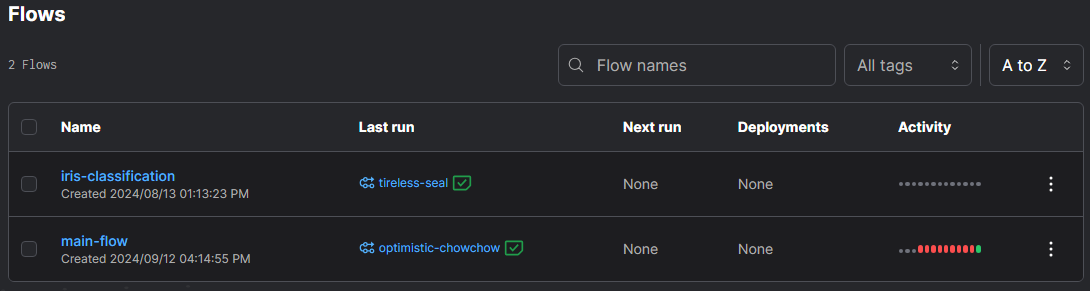 Flows
2 Flows
Flow names
All tags
A to Z
Name Last run Next run Deployments Activity
iris-classification tireless-seal None None
Created 2024/08/13 01:13:23 PM
main-flow optimistic-chowchow None None
Created 2024/09/12 04:14:55 PM